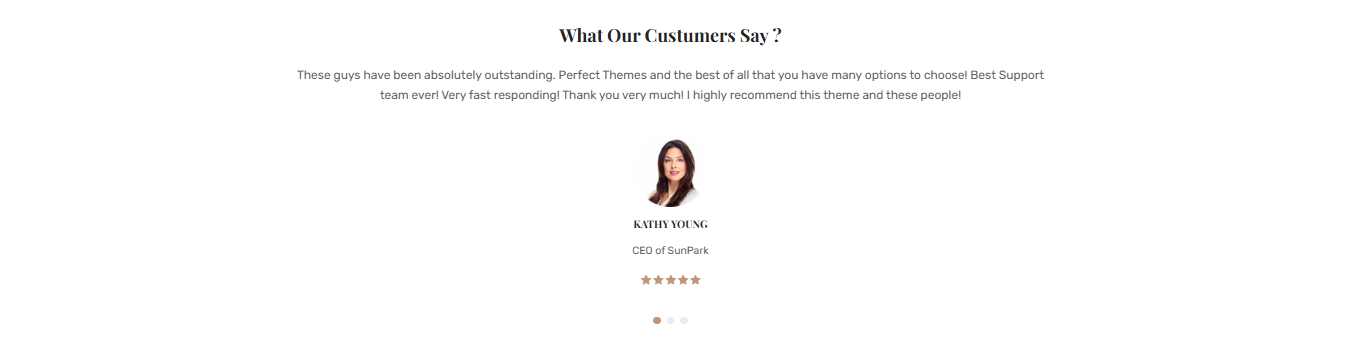 What Our Custumers Say ?
These guys have been absolutely outstanding. Perfect Themes and the best of all that you have many options to choose! Best Support
team ever! Very fast responding! Thank you very much! I highly recommend this theme and these people!
KATHY YOUNG
CEO of SunPark